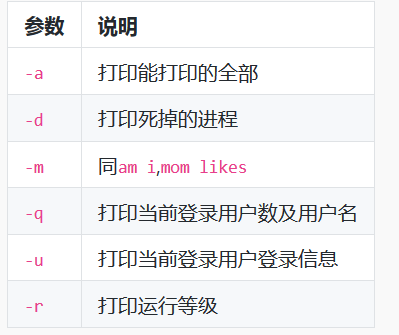 参数 说明
-a 打印能打印的全部
-d 打印死掉的进程
-m 同am i,mom likes
-q 打印当前登录用户数及用户名
-u 打印当前登录用户登录信息
-r 打印运行等级